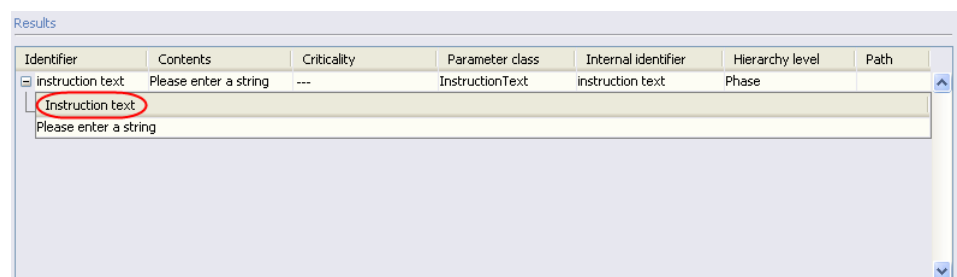 Results
Identifier Contents Criticality Parameter class Internal identifier Hierarchy level Path
instruction text Please enter a string --- InstructionText instruction text Phase
Instruction text
Please enter a string